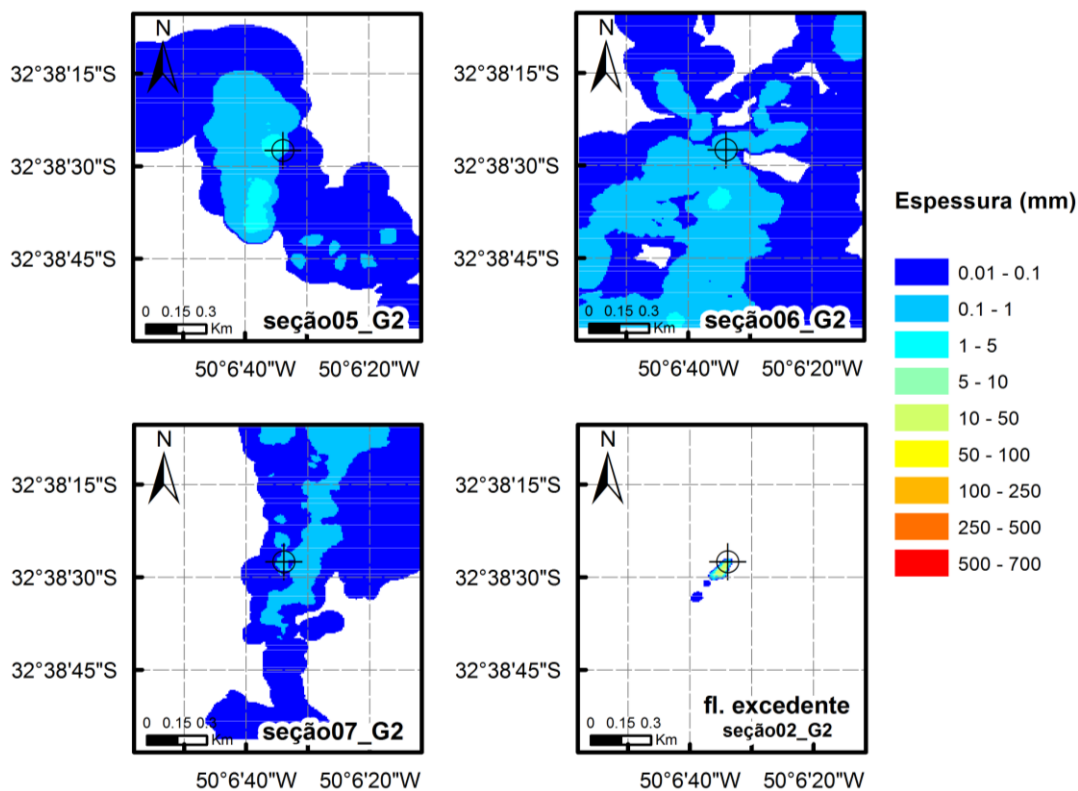 N
32°38'15"S
32°38'30"S
32°38'45"S
0 0.15 0.3
Km
seção05_G2
50°6'40"W 50°6'20"W
N
32°38'15"S
32°38'30"S
32°38'45"S
0 0.15 0.3
Km
seção06_G2
50°6'40"W 50°6'20"W
N
32°38'15"S
32°38'30"S
32°38'45"S
0 0.15 0.3
Km
seção07_G2
50°6'40"W 50°6'20"W
N
32°38'15"S
32°38'30"S
32°38'45"S
0 0.15 0.3
Km
fl. excedente
seção02_G2
50°6'40"W 50°6'20"W
Espessura (mm)
0.01 - 0.1
0.1 - 1
1 - 5
5 - 10
10 - 50
50 - 100
100 - 250
250 - 500
500 - 700